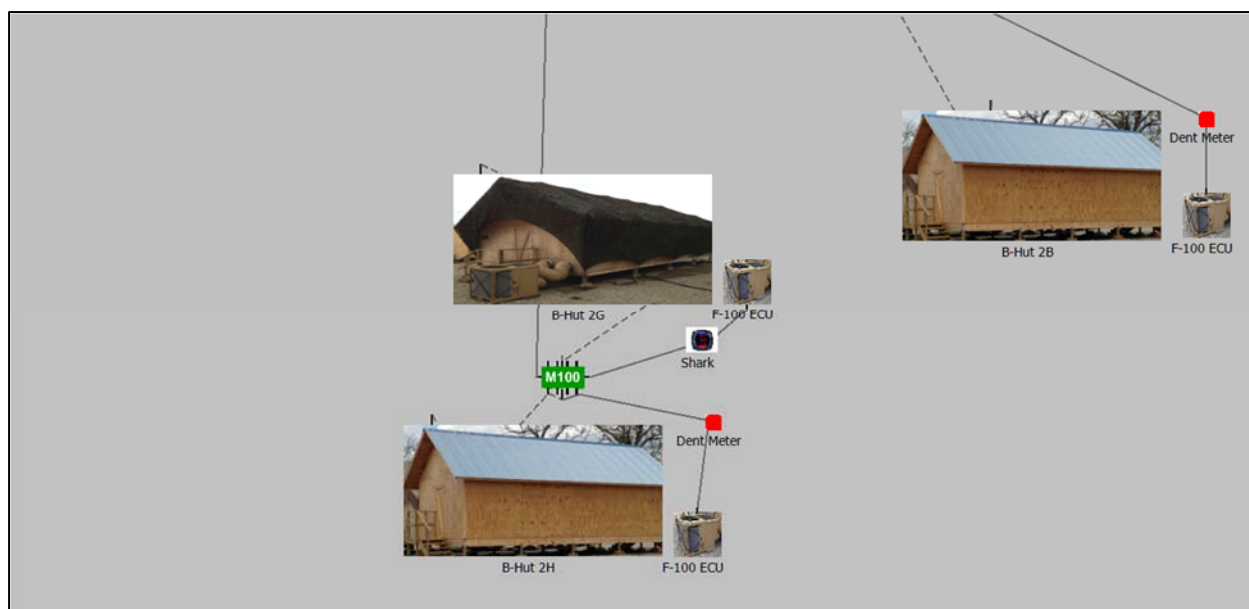 Dent Meter
B-Hut 2B
F-100 ECU
B-Hut 2G
F-100 ECU
Shark
M100
Dent Meter
B-Hut 2H
F-100 ECU